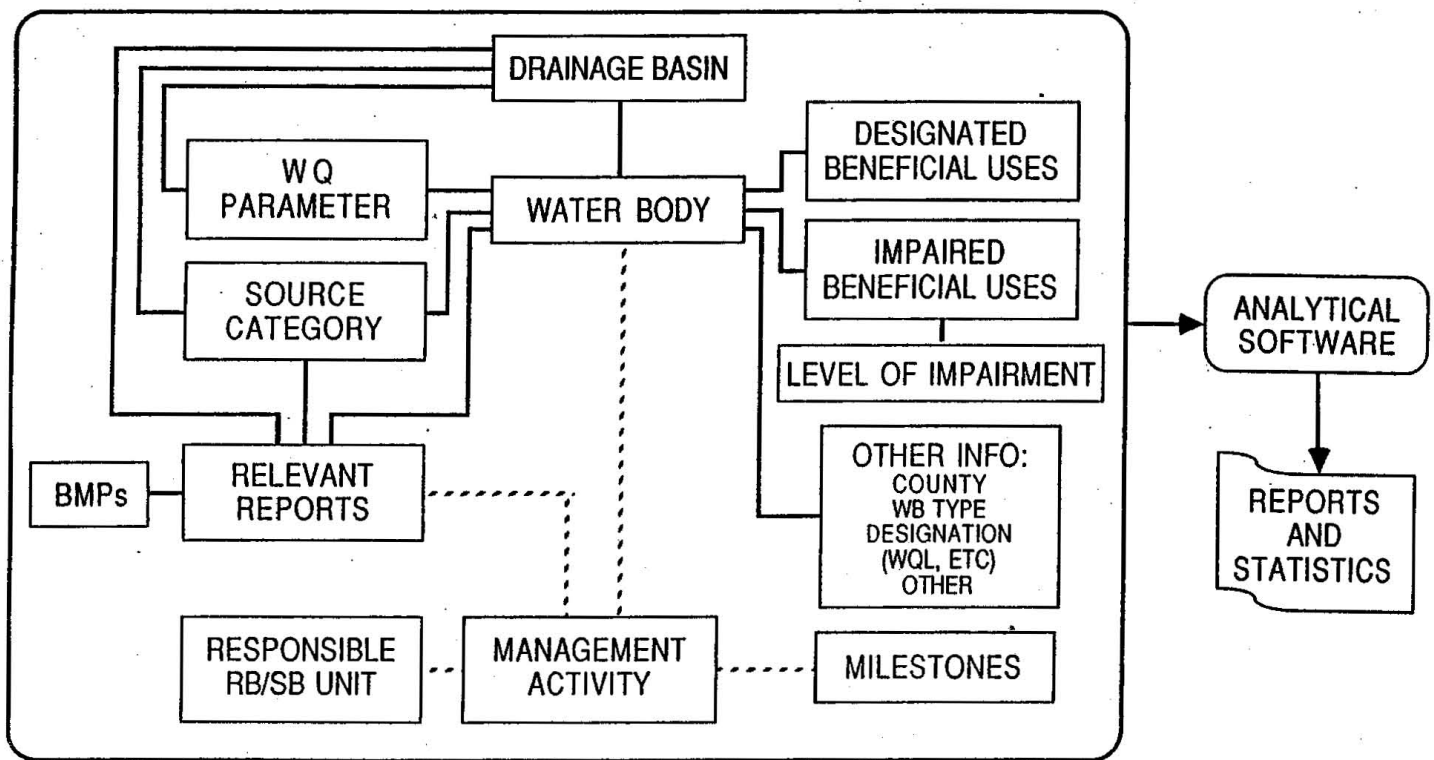 DRAINAGE BASIN
WQ
PARAMETER
WATER BODY
DESIGNATED
BENEFICIAL USES
IMPAIRED
BENEFICIAL USES
SOURCE
CATEGORY
LEVEL OF IMPAIRMENT
ANALYTICAL
SOFTWARE
BMPs
RELEVANT
REPORTS
OTHER INFO:
COUNTY
WB TYPE
DESIGNATION
(WQL, ETC)
OTHER
REPORTS
AND
STATISTICS
RESPONSIBLE
RB/SB UNIT
MANAGEMENT
ACTIVITY
MILESTONES